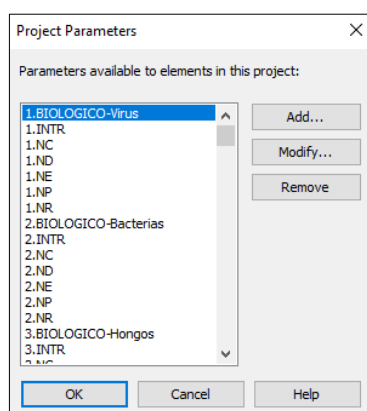 Project Parameters
Parameters available to elements in this project:
1.BIOLOGICO-Virus
1.INTR
1.NC
1.ND
1.NE
1.NP
1.NR
2.BIOLOGICO-Bacterias
2.INTR
2.NC
2.ND
2.NE
2.NP
2.NR
3.BIOLOGICO-Hongos
3.INTR
Add...
Modify...
Remove
OK
Cancel
Help